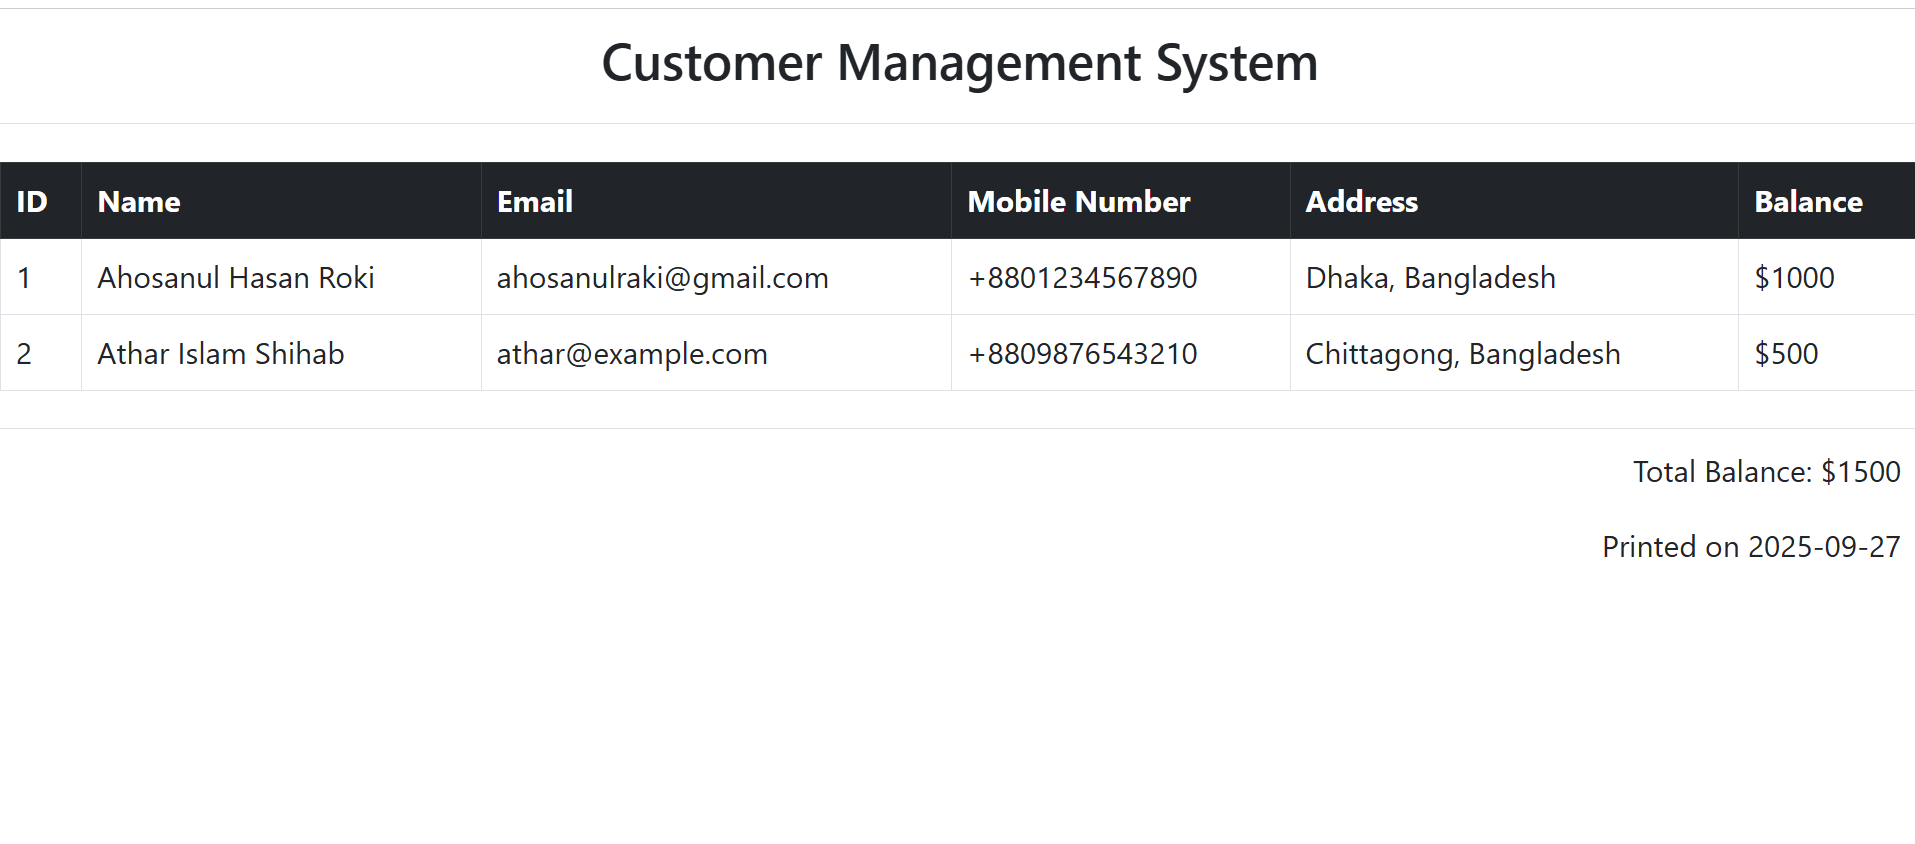 Customer Management System
ID Name Email Mobile Number Address Balance
1 Ahosanul Hasan Roki ahosanulraki@gmail.com +8801234567890 Dhaka, Bangladesh $1000
2 Athar Islam Shihab athar@example.com +8809876543210 Chittagong, Bangladesh $500
Total Balance: $1500
Printed on 2025-09-27